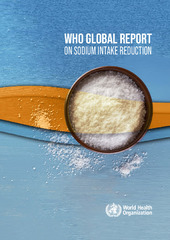 WHO GLOBAL REPORT
ON SODIUM INTAKE REDUCTION
World Health
Organization